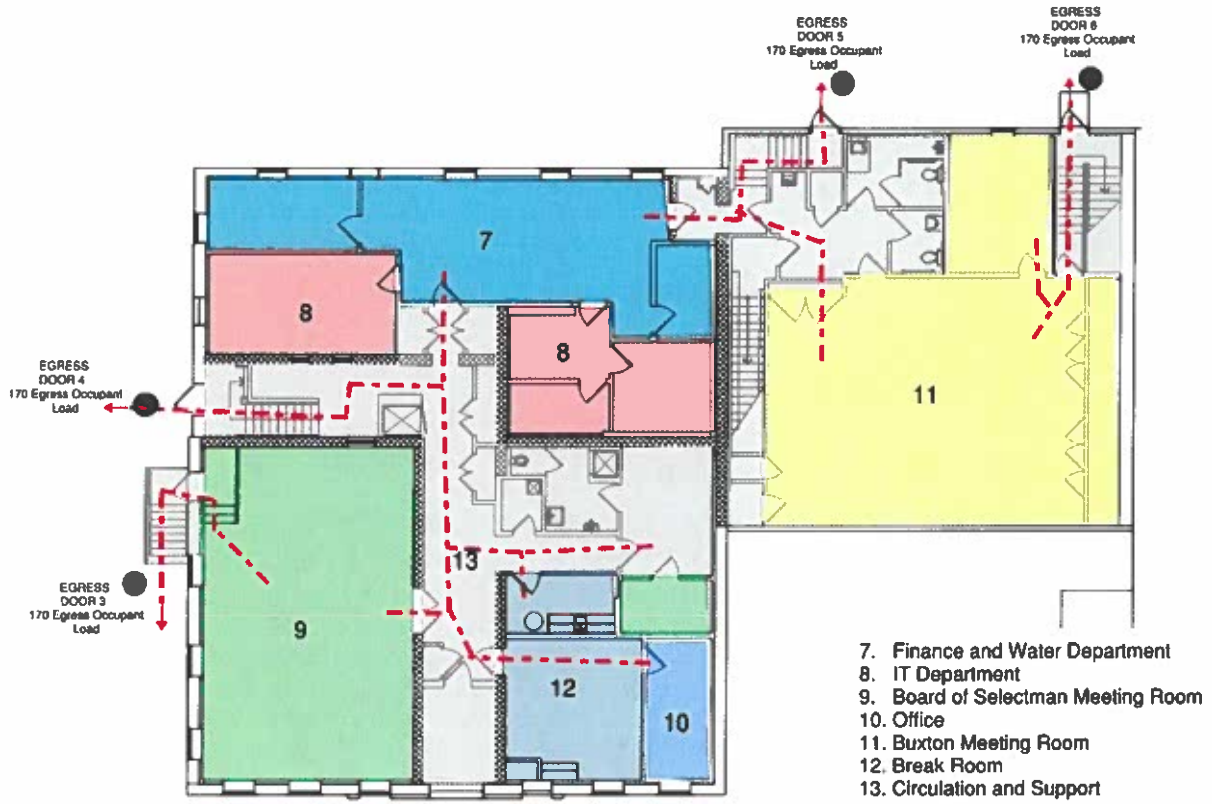 EGRESS
DOOR 5
170 Egress Occupant
Load
EGRESS
DOOR 6
170 Egress Occupant
Load
7
8
8
EGRESS
DOOR 4
170 Egress Occupant
Load
11
13
EGRESS
DOOR 3
170 Egress Occupant
Load
9
12
10
7. Finance and Water Department
8. IT Department
9. Board of Selectman Meeting Room
10. Office
11. Buxton Meeting Room
12. Break Room
13. Circulation and Support